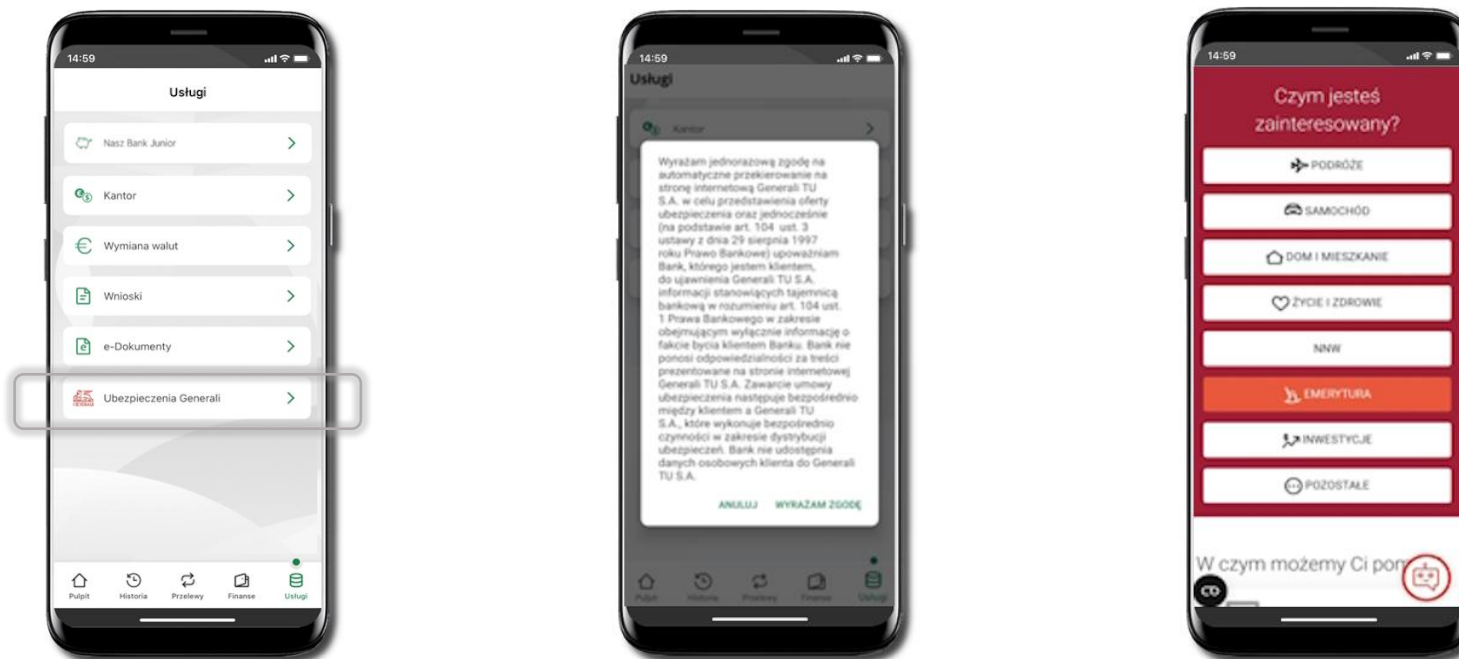 14:59
Usługi
Nasz Bank Junior
Kantor
Wymiana walut
Wnioski
e-Dokumenty
Ubezpieczenia Generali
Pulpit
Historia
Przelewy
Finanse
Usługi
14:59
Usługi
Kantor
Wyrażam jednorazową zgodę na
automatyczne przekierowanie na
stronę internetową Generali TU
S.A. w celu przedstawienia oferty
ubezpieczenia oraz jednocześnie
(na podstawie art. 104 ust. 3
ustawy z dnia 29 sierpnia 1997
roku Prawo Bankowe) upoważniam
Bank, którego jestem klientem,
do ujawnienia Generali TU S.A.
informacji stanowiących tajemnicą
bankową w rozumieniu art. 104 ust.
1 Prawa Bankowego w zakresie
obejmującym wyłącznie informację o
fakcie bycia klientem Banku. Bank nie
ponosi odpowiedzialności za treści
prezentowane na stronie internetowej
Generali TU S.A. Zawarcie umowy
ubezpieczenia następuje bezpośrednio
między klientem a Generali TU
S.A., które wykonuje bezpośrednio
czynności w zakresie dystrybucji
ubezpieczeń. Bank nie udostępnia
danych osobowych klienta do Generali
TU S.A.
ANULUJ
WYRAŻAM ZGODĘ
Pulpit
Historia
Przelewy
Finanse
Usługi
14:59
Czym jesteś
zainteresowany?
PODRÓŻE
SAMOCHÓD
DOM I MIESZKANIE
ŻYCIE I ZDROWIE
NNW
EMERYTURA
INWESTYCJE
POZOSTAŁE
W czym możemy Ci pom